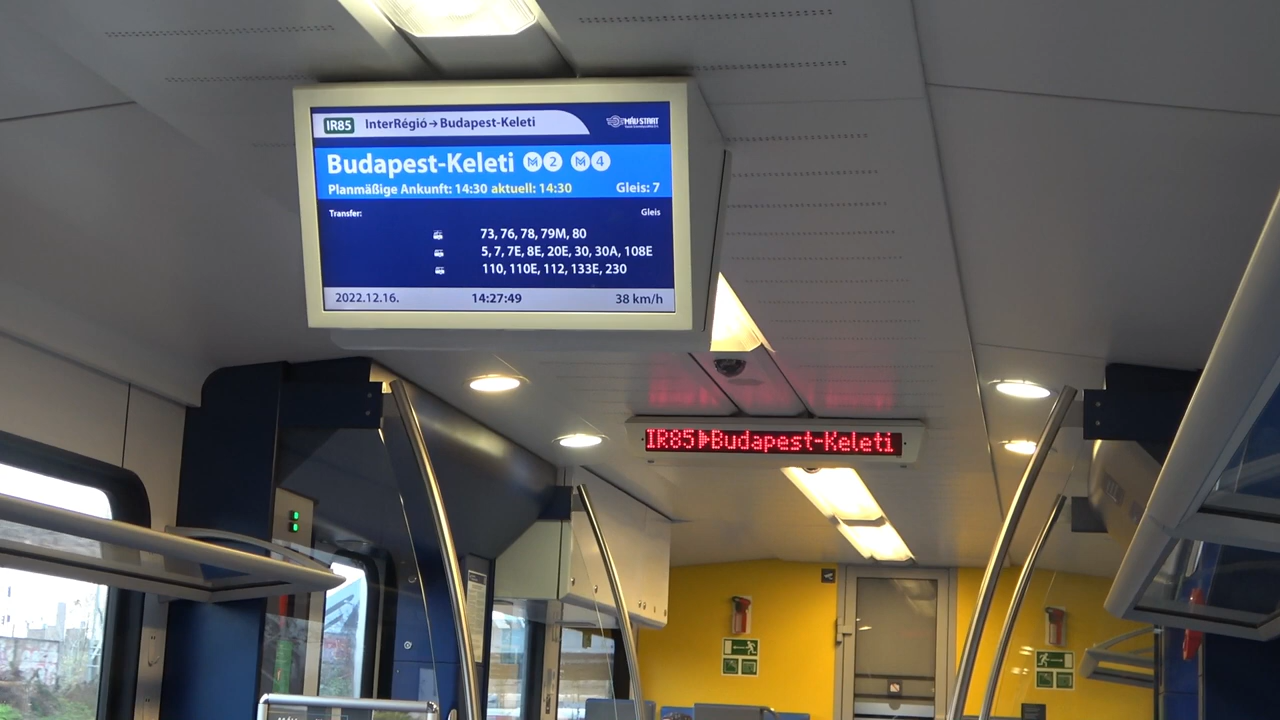 IR85 InterRégió→Budapest-Keleti
MÁV-START
Budapest-Keleti M 2 M 4
Planmäßige Ankunft: 14:30 aktuell: 14:30 Gleis: 7
Transfer: Gleis
73, 76, 78, 79M, 80
5, 7, 7E, 8E, 20E, 30, 30A, 108E
110, 110E, 112, 133E, 230
2022.12.16. 14:27:49 38 km/h
IR85▶Budapest-Keleti